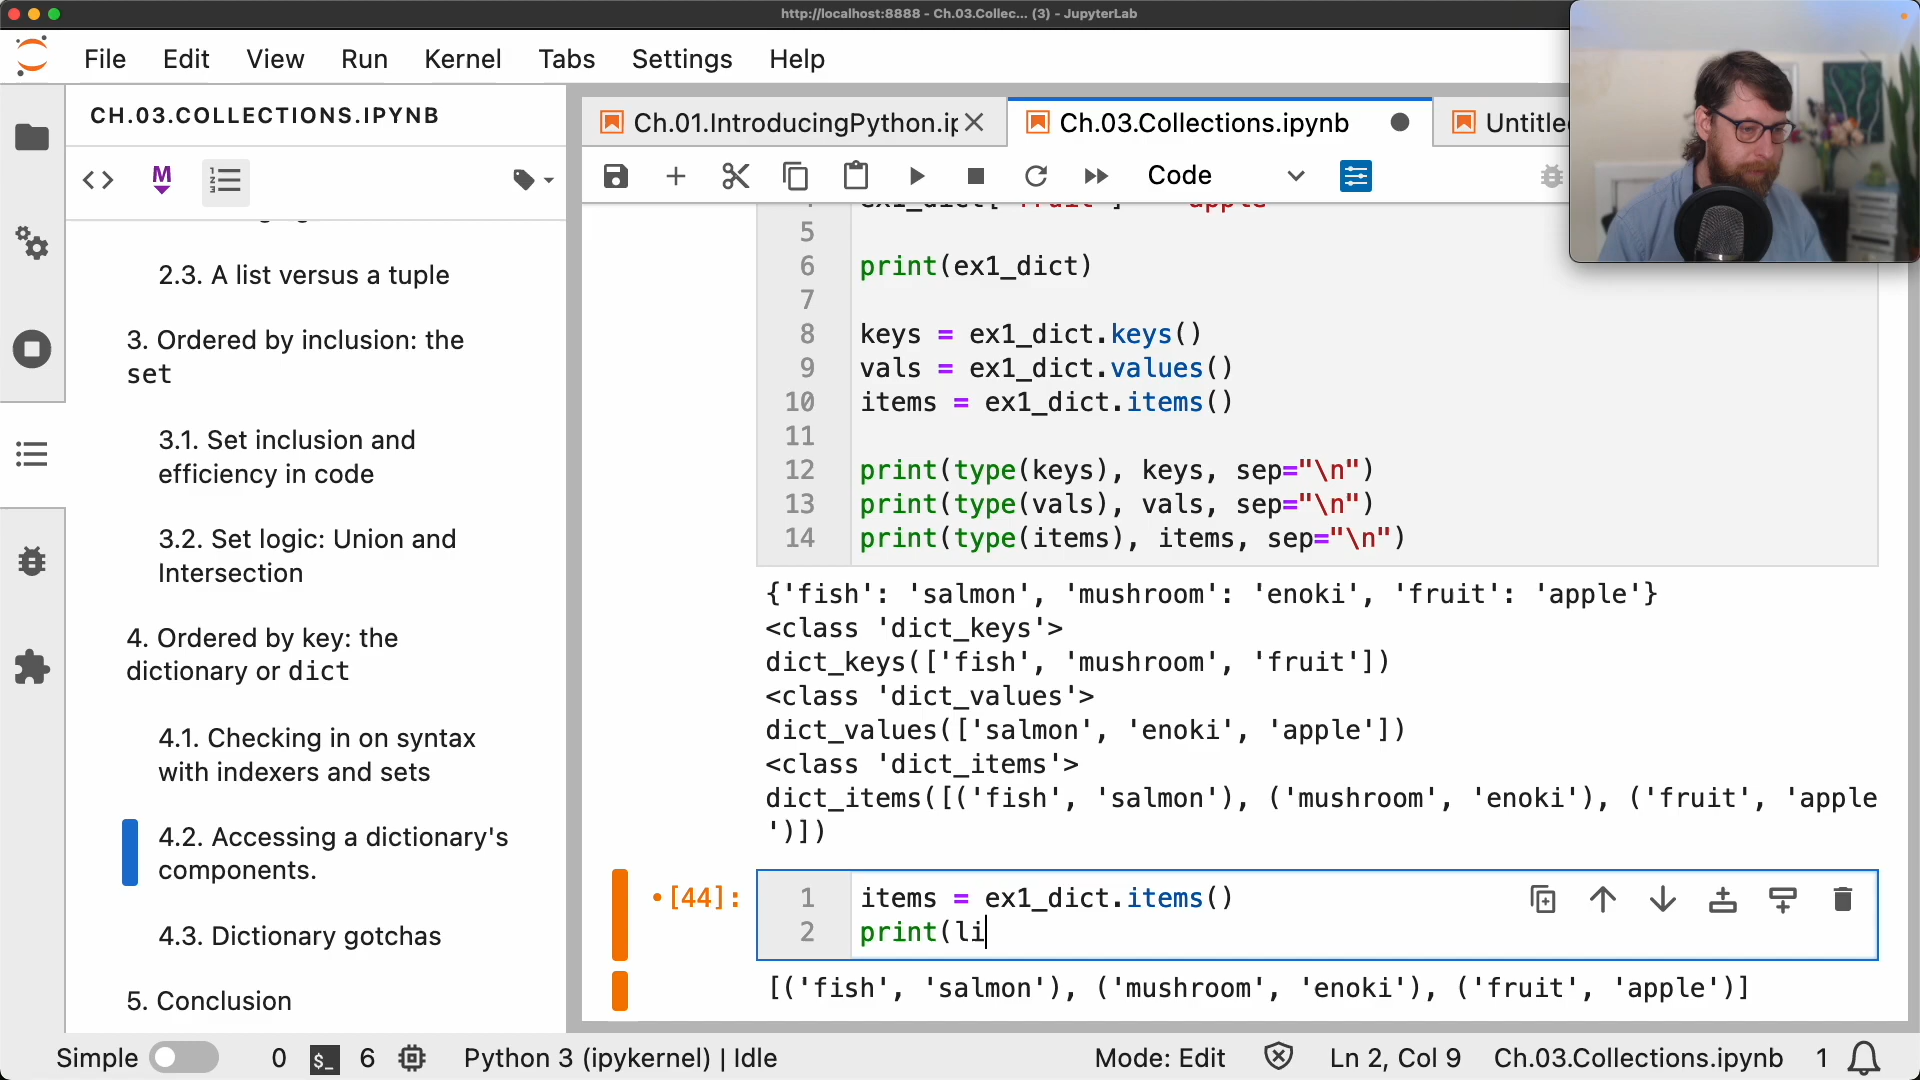 http://localhost:8888 - Ch.03.Collec... (3) - JupyterLab
File Edit View Run Kernel Tabs Settings Help
CH.03.COLLECTIONS.IPYNB
Ch.01.IntroducingPython.ip
Ch.03.Collections.ipynb
Untitle
M
Code
2.3. A list versus a tuple
3. Ordered by inclusion: the
set
3.1. Set inclusion and
efficiency in code
3.2. Set logic: Union and
Intersection
4. Ordered by key: the
dictionary or dict
4.1. Checking in on syntax
with indexers and sets
4.2. Accessing a dictionary's
components.
4.3. Dictionary gotchas
5. Conclusion
5
6 print(ex1_dict)
7
8 keys = ex1_dict.keys()
9 vals = ex1_dict.values()
10 items = ex1_dict.items()
11
12 print(type(keys), keys, sep="\n")
13 print(type(vals), vals, sep="\n")
14 print(type(items), items, sep="\n")
{'fish': 'salmon', 'mushroom': 'enoki', 'fruit': 'apple'}
<class 'dict_keys'>
dict_keys(['fish', 'mushroom', 'fruit'])
<class 'dict_values'>
dict_values(['salmon', 'enoki', 'apple'])
<class 'dict_items'>
dict_items([('fish', 'salmon'), ('mushroom', 'enoki'), ('fruit', 'apple
')])
[44]:
1 items = ex1_dict.items()
2 print(li
[('fish', 'salmon'), ('mushroom', 'enoki'), ('fruit', 'apple')]
Simple 0 $_ 6 Python 3 (ipykernel) | Idle Mode: Edit Ln 2, Col 9 Ch.03.Collections.ipynb 1